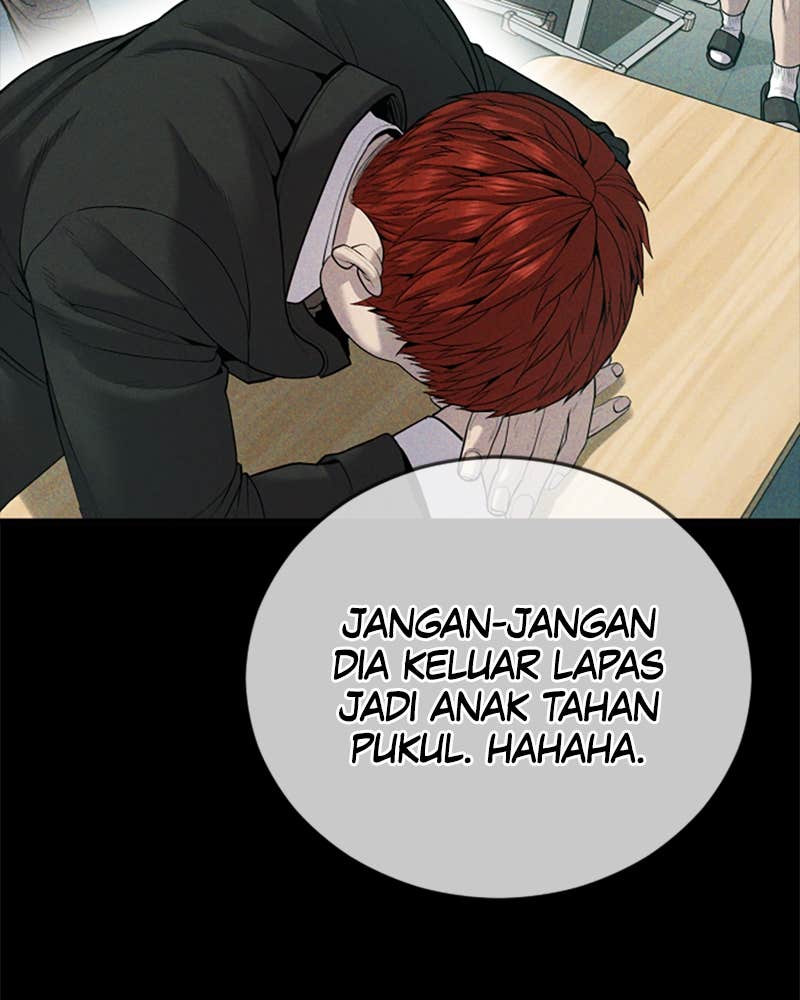 JANGAN-JANGAN
DIA KELUAR LAPAS
JADI ANAK TAHAN
PUKUL. HAHAHA.